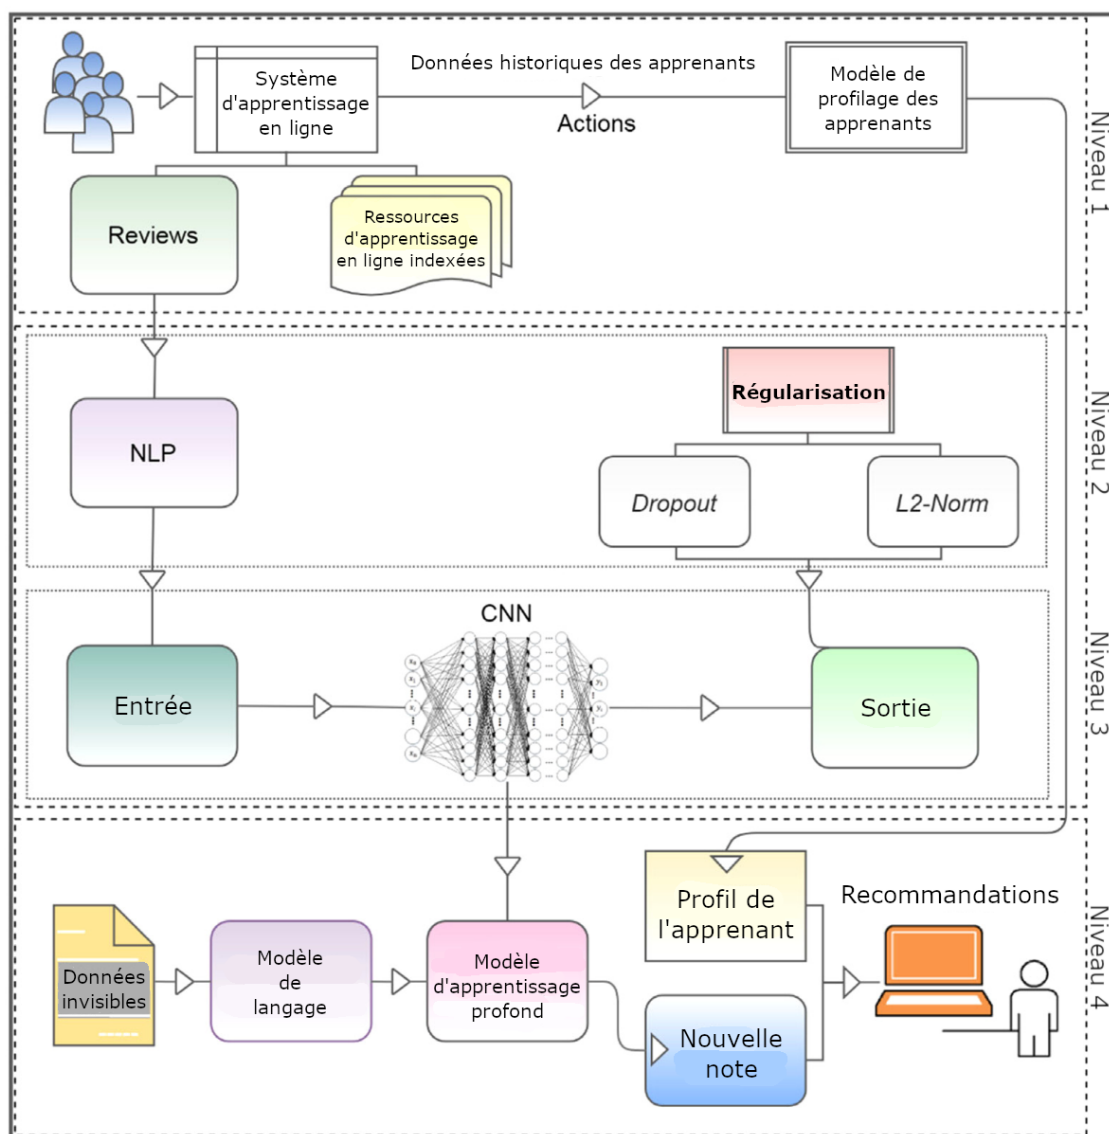 Système
d'apprentissage
en ligne
Données historiques des apprenants
Actions
Modèle de
profilage des
apprenants
Niveau 1
Reviews
Ressources
d'apprentissage
en ligne indexées
NLP
Régularisation
Dropout
L2-Norm
Niveau 2
CNN
Entrée
Sortie
Niveau 3
Données
invisibles
Modèle
de
langage
Modèle
d'apprentissage
profond
Profil de
l'apprenant
Nouvelle
note
Recommandations
Niveau 4